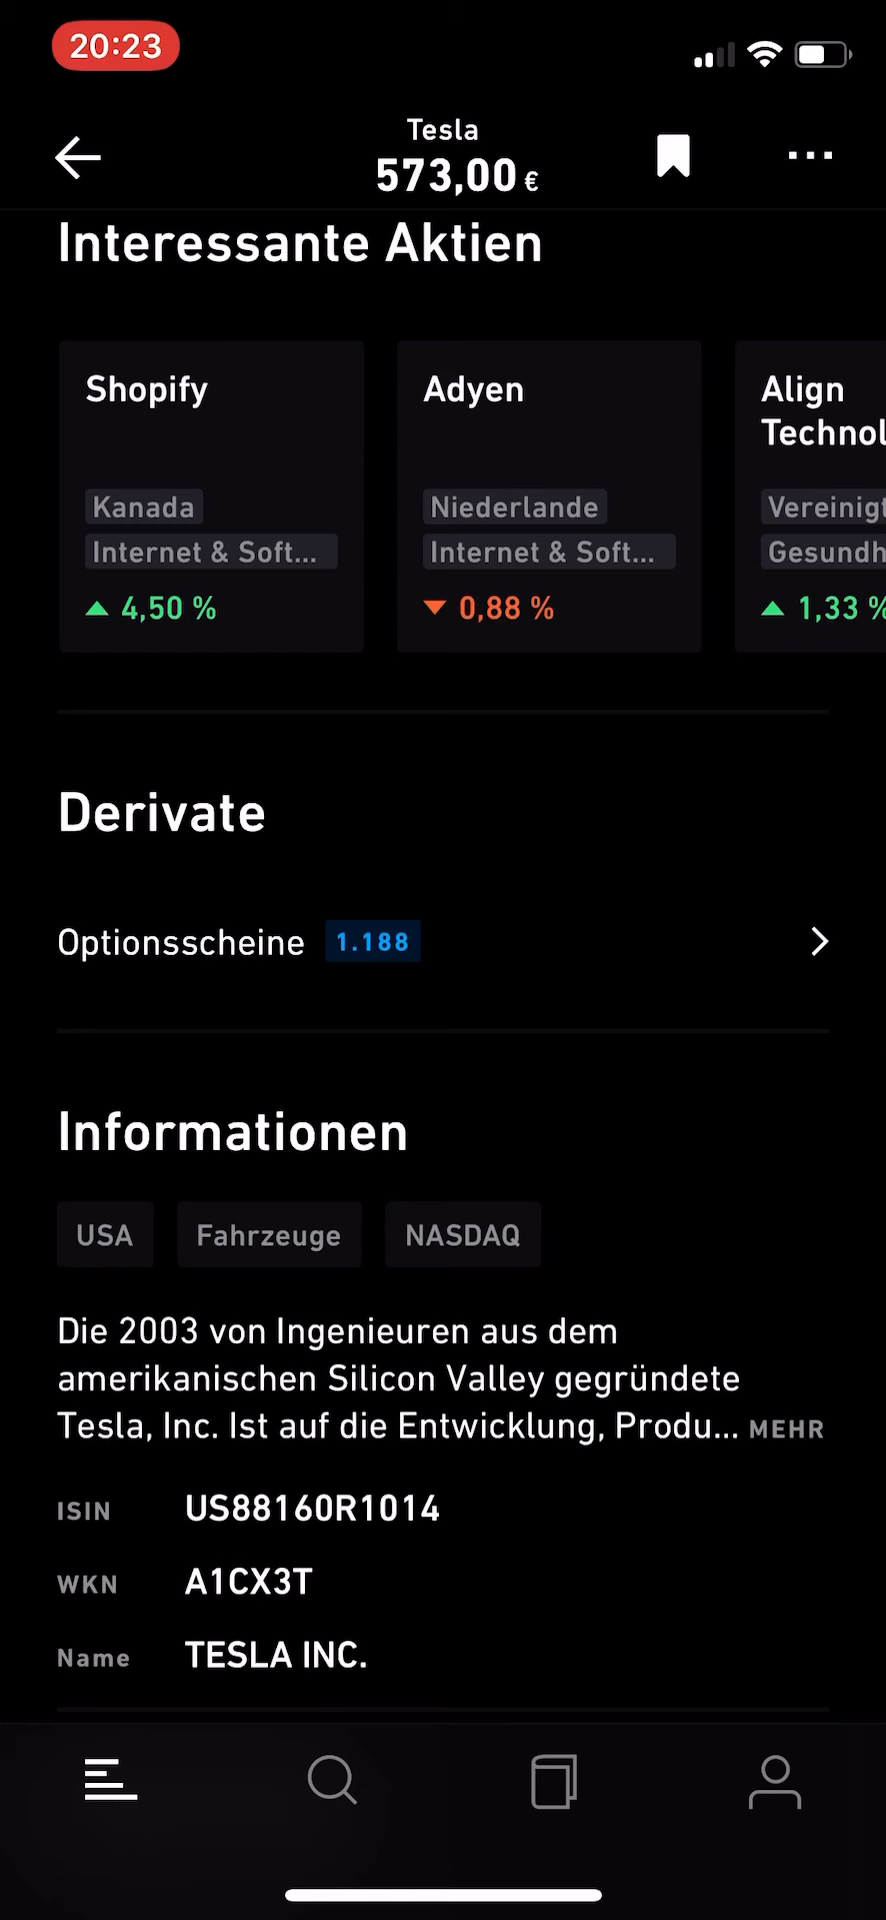 20:23
Tesla
573,00 €
Interessante Aktien
Shopify
Kanada
Internet & Soft...
4,50 %
Adyen
Niederlande
Internet & Soft...
0,88 %
Align
Technol
Vereinigt
Gesundh
1,33 %
Derivate
Optionsscheine 1.188
Informationen
USA Fahrzeuge NASDAQ
Die 2003 von Ingenieuren aus dem
amerikanischen Silicon Valley gegründete
Tesla, Inc. Ist auf die Entwicklung, Produ... MEHR
ISIN US88160R1014
WKN A1CX3T
Name TESLA INC.